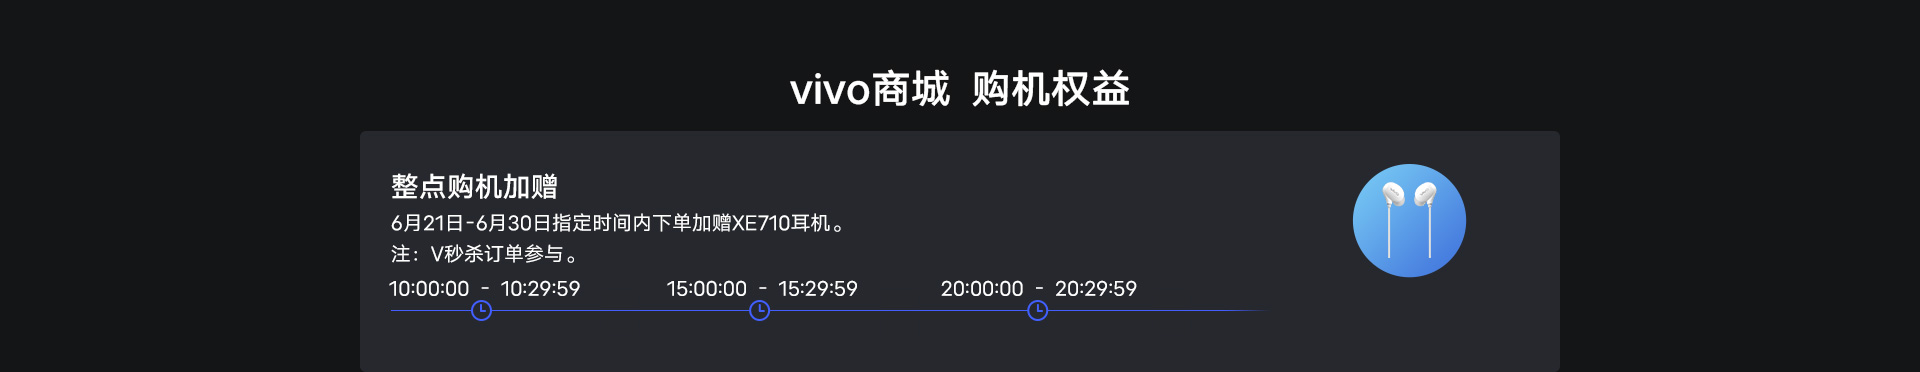 vivo商城 购机权益
整点购机加赠
6月21日-6月30日指定时间内下单加赠XE710耳机。
注：V秒杀订单参与。
10:00:00 - 10:29:59 15:00:00 - 15:29:59 20:00:00 - 20:29:59